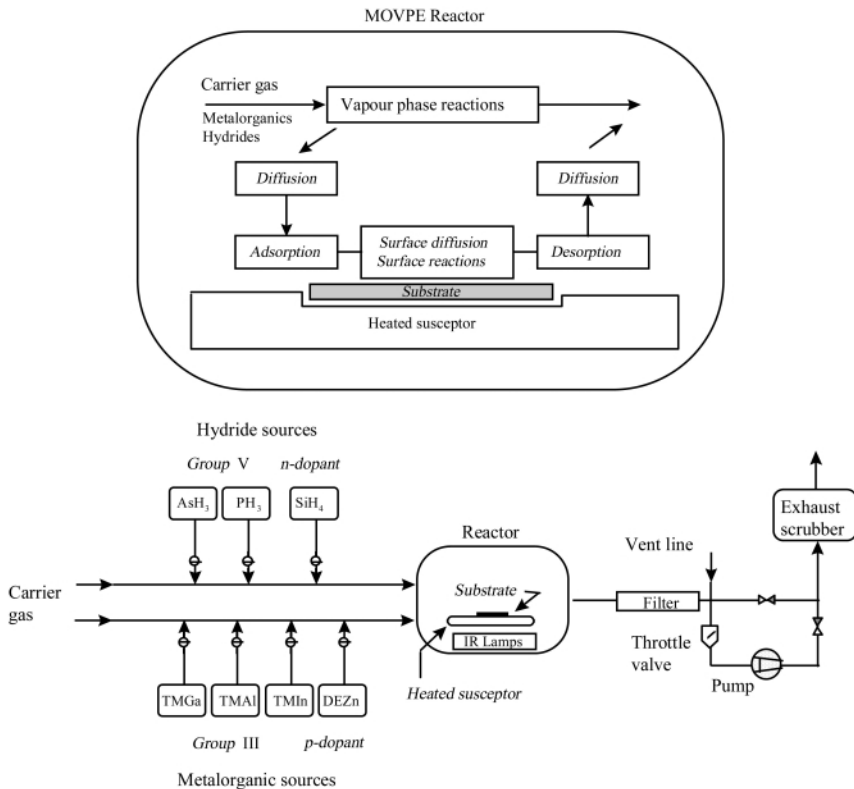 MOVPE Reactor
Carrier gas
Metalorganics
Hydrides
Vapour phase reactions
Diffusion
Diffusion
Adsorption
Surface diffusion
Surface reactions
Desorption
Substrate
Heated susceptor
Hydride sources
Group V
n-dopant
AsH₃
PH₃
SiH₄
Carrier
gas
TMGa
TMAl
TMIn
DEZn
Group III
p-dopant
Metalorganic sources
Reactor
Substrate
IR Lamps
Heated susceptor
Vent line
Filter
Throttle
valve
Pump
Exhaust
scrubber